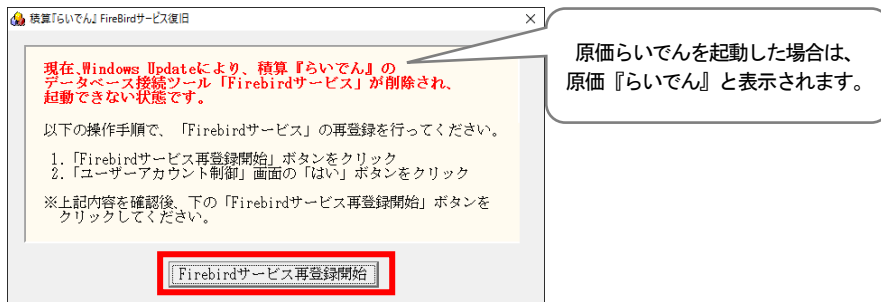 積算『らいでん』FireBirdサービス復旧
現在、Windows Updateにより、積算『らいでん』の
データベース接続ツール「Firebirdサービス」が削除され、
起動できない状態です。
以下の操作手順で、「Firebirdサービス」の再登録を行ってください。
1.「Firebirdサービス再登録開始」ボタンをクリック
2.「ユーザーアカウント制御」画面の「はい」ボタンをクリック
※上記内容を確認後、下の「Firebirdサービス再登録開始」ボタンを
クリックしてください。
Firebirdサービス再登録開始
原価らいでんを起動した場合は、
原価『らいでん』と表示されます。